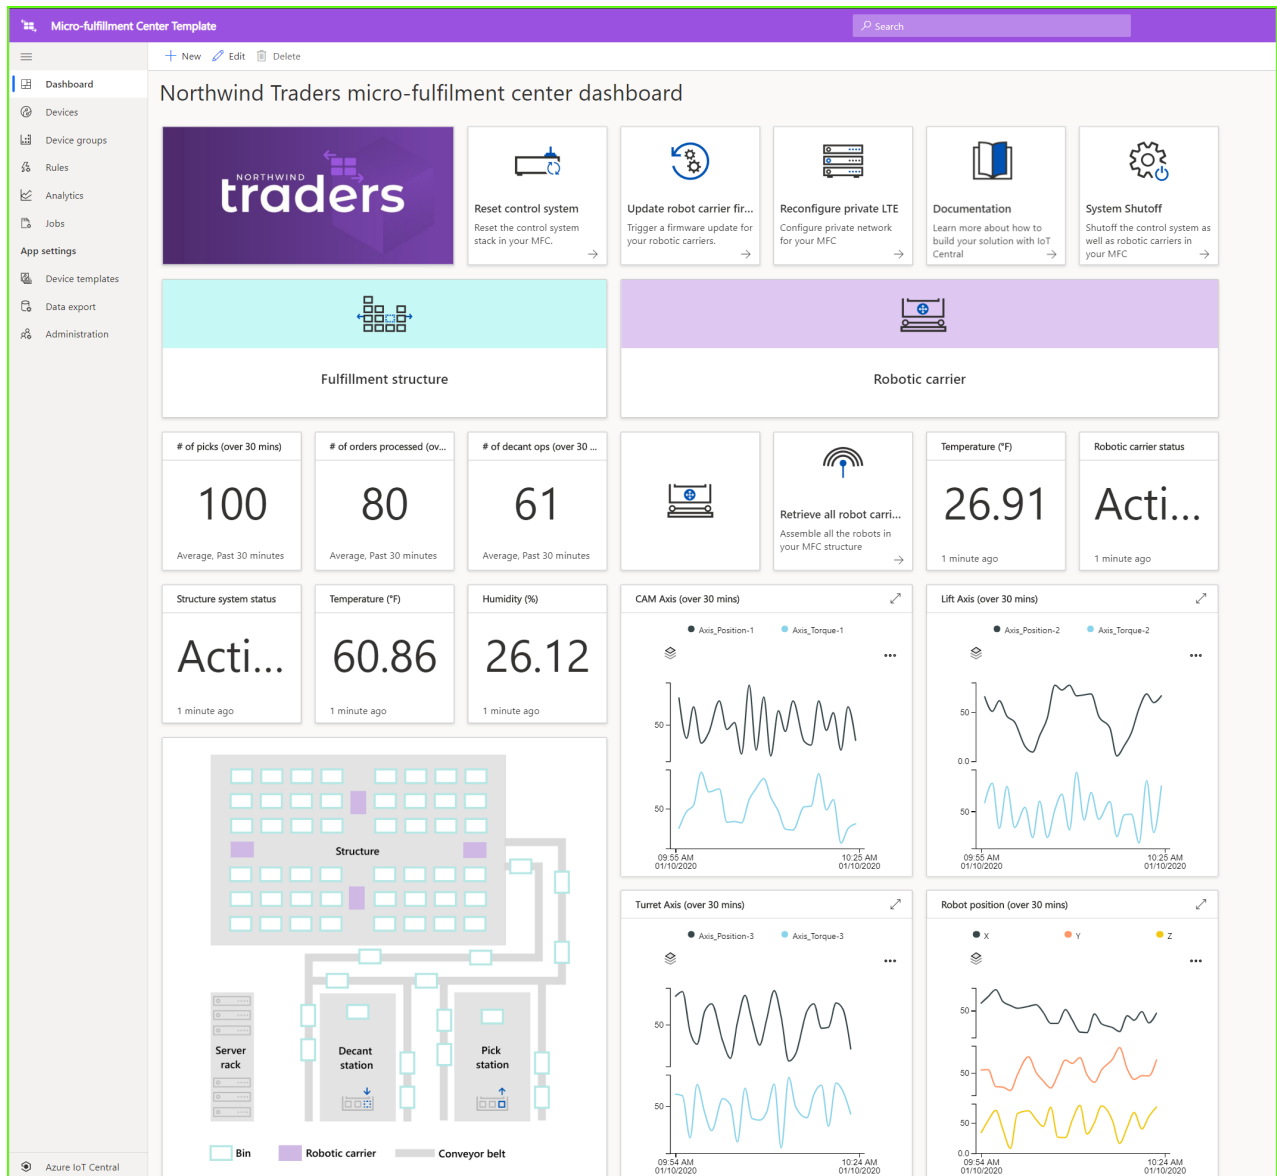 Micro-fulfillment Center Template
Search
New Edit Delete
Dashboard
Devices
Device groups
Rules
Analytics
Jobs
App settings
Device templates
Data export
Administration
Azure IoT Central
Northwind Traders micro-fulfilment center dashboard
NORTHWIND
traders
Reset control system
Reset the control system
stack in your MFC.
Update robot carrier fir...
Trigger a firmware update for
your robotic carriers.
Reconfigure private LTE
Configure private network
for your MFC
Documentation
Learn more about how to
build your solution with IoT
Central
System Shutoff
Shutoff the control system as
well as robotic carriers in
your MFC
Fulfillment structure
Robotic carrier
# of picks (over 30 mins)
100
Average, Past 30 minutes
# of orders processed (ov...
80
Average, Past 30 minutes
# of decant ops (over 30 ...
61
Average, Past 30 minutes
Retrieve all robot carri...
Assemble all the robots in
your MFC structure
Temperature (°F)
26.91
1 minute ago
Robotic carrier status
Acti...
1 minute ago
Structure system status
Acti...
1 minute ago
Temperature (°F)
60.86
1 minute ago
Humidity (%)
26.12
1 minute ago
CAM Axis (over 30 mins)
Axis_Position-1 Axis_Torque-1
50
50
09:55 AM 10:25 AM
01/10/2020 01/10/2020
Lift Axis (over 30 mins)
Axis_Position-2 Axis_Torque-2
50
0.0
50
09:55 AM 10:25 AM
01/10/2020 01/10/2020
Structure
Server
rack
Decant
station
Pick
station
Bin Robotic carrier Conveyor belt
Turret Axis (over 30 mins)
Axis_Position-3 Axis_Torque-3
50
50
09:54 AM 10:24 AM
01/10/2020 01/10/2020
Robot position (over 30 mins)
X Y Z
50
50
50
0.0
09:54 AM 10:24 AM
01/10/2020 01/10/2020